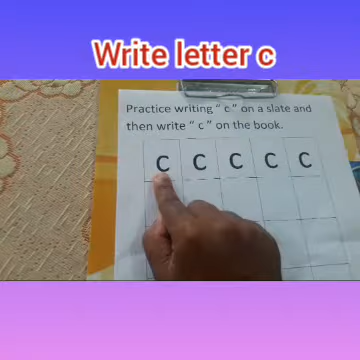 Write letter c
Practice writing “ c ” on a slate and
then write “ c ” on the book.
c c c c c